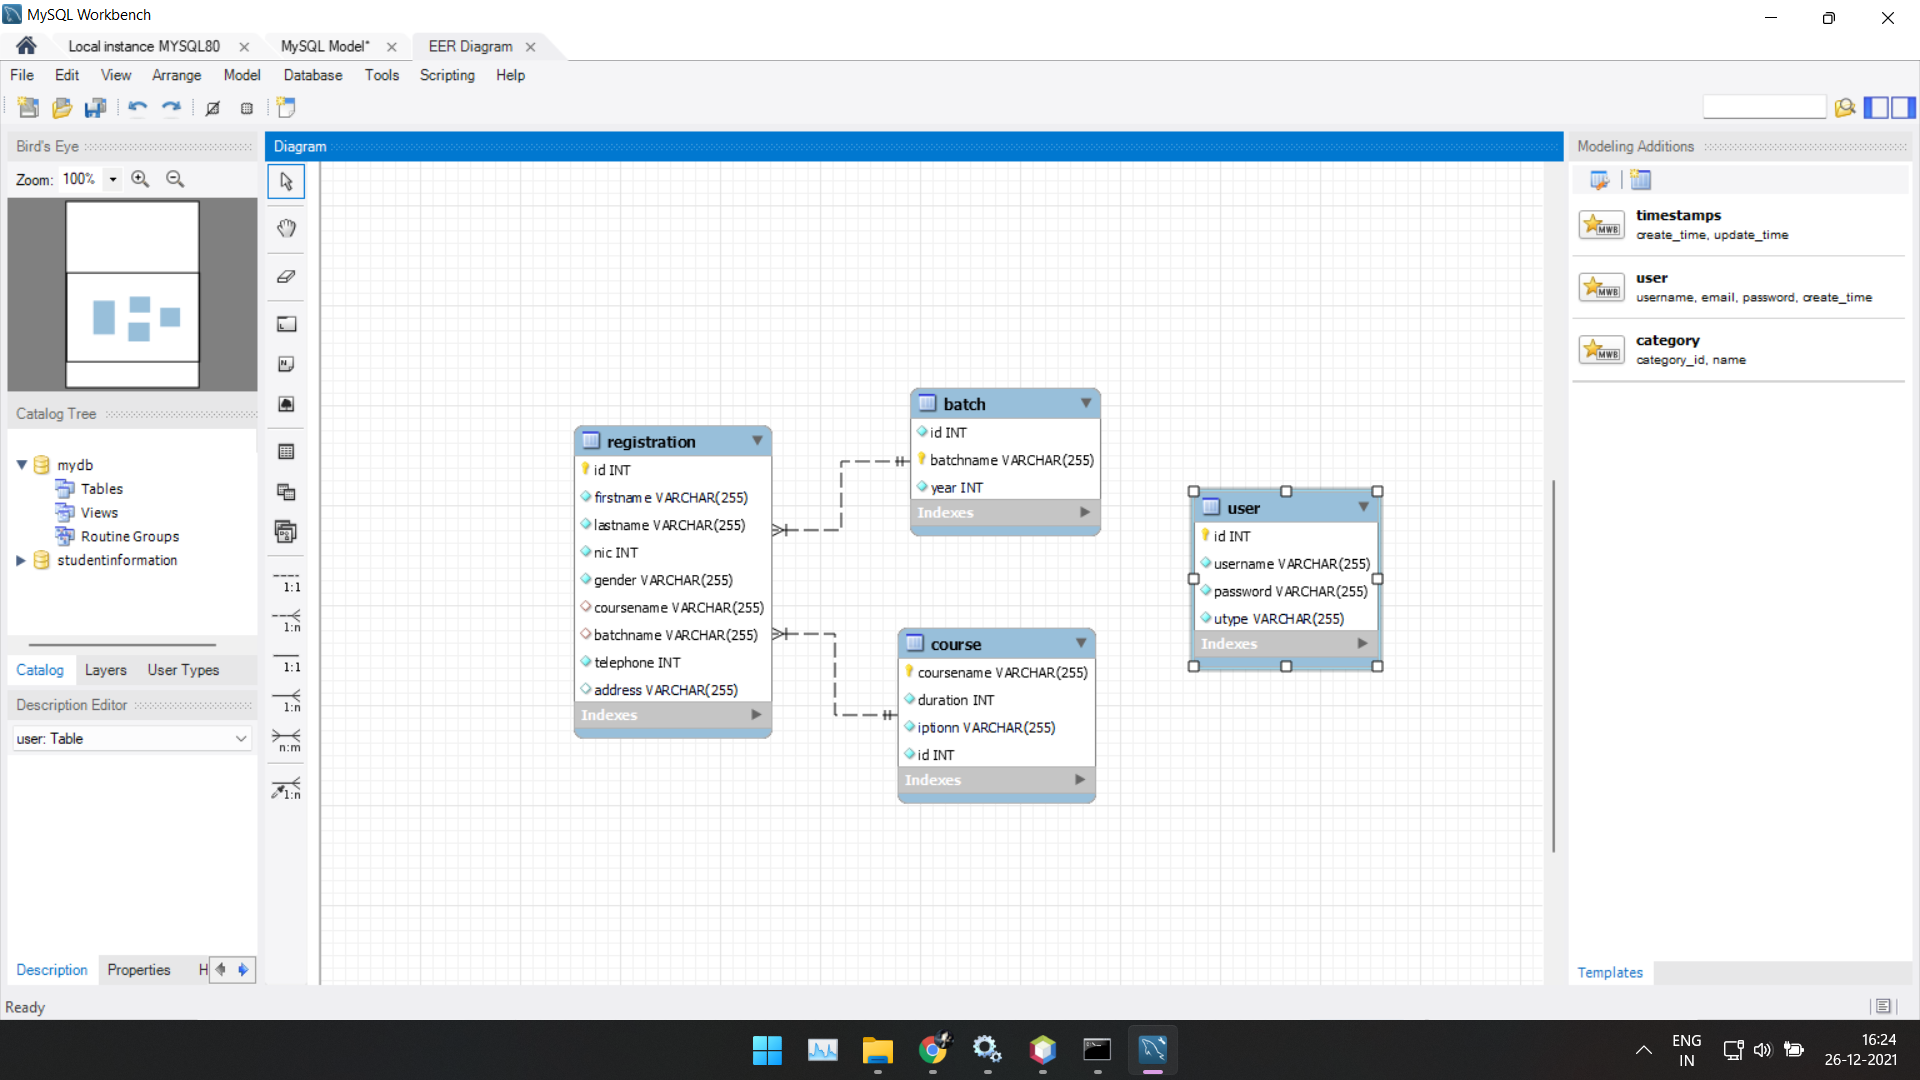 MySQL Workbench
Local instance MYSQL80
MySQL Model*
EER Diagram
File Edit View Arrange Model Database Tools Scripting Help
Bird's Eye
Zoom: 100%
Catalog Tree
mydb
Tables
Views
Routine Groups
studentinformation
Catalog Layers User Types
Description Editor
user: Table
Description Properties H
Ready
Diagram
1:1
1:n
1:1
1:n
n:m
1:n
registration
id INT
firstname VARCHAR(255)
lastname VARCHAR(255)
nic INT
gender VARCHAR(255)
coursename VARCHAR(255)
batchname VARCHAR(255)
telephone INT
address VARCHAR(255)
Indexes
batch
id INT
batchname VARCHAR(255)
year INT
Indexes
course
coursename VARCHAR(255)
duration INT
iptionn VARCHAR(255)
id INT
Indexes
user
id INT
username VARCHAR(255)
password VARCHAR(255)
utype VARCHAR(255)
Indexes
Modeling Additions
MWB
timestamps
create_time, update_time
MWB
user
username, email, password, create_time
MWB
category
category_id, name
Templates
ENG
IN
16:24
26-12-2021